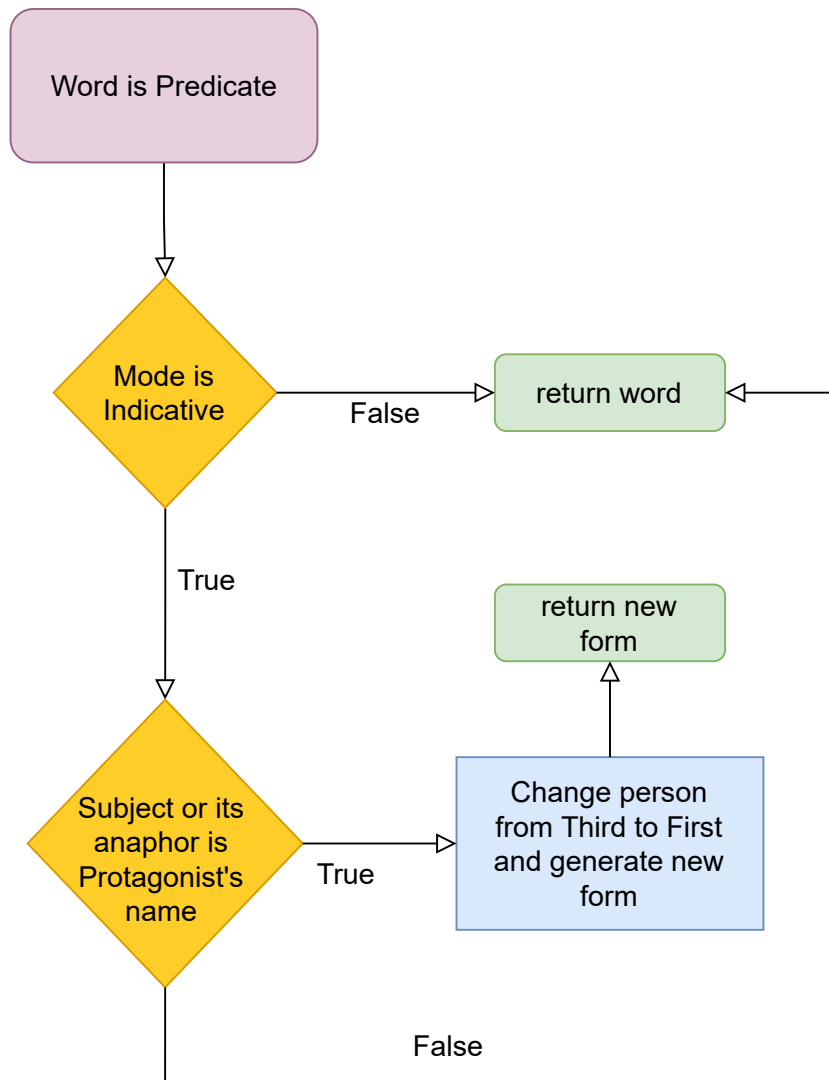 Word is Predicate
Mode is
Indicative
False
return word
True
return new
form
Subject or its
anaphor is
Protagonist's
name
True
Change person
from Third to First
and generate new
form
False